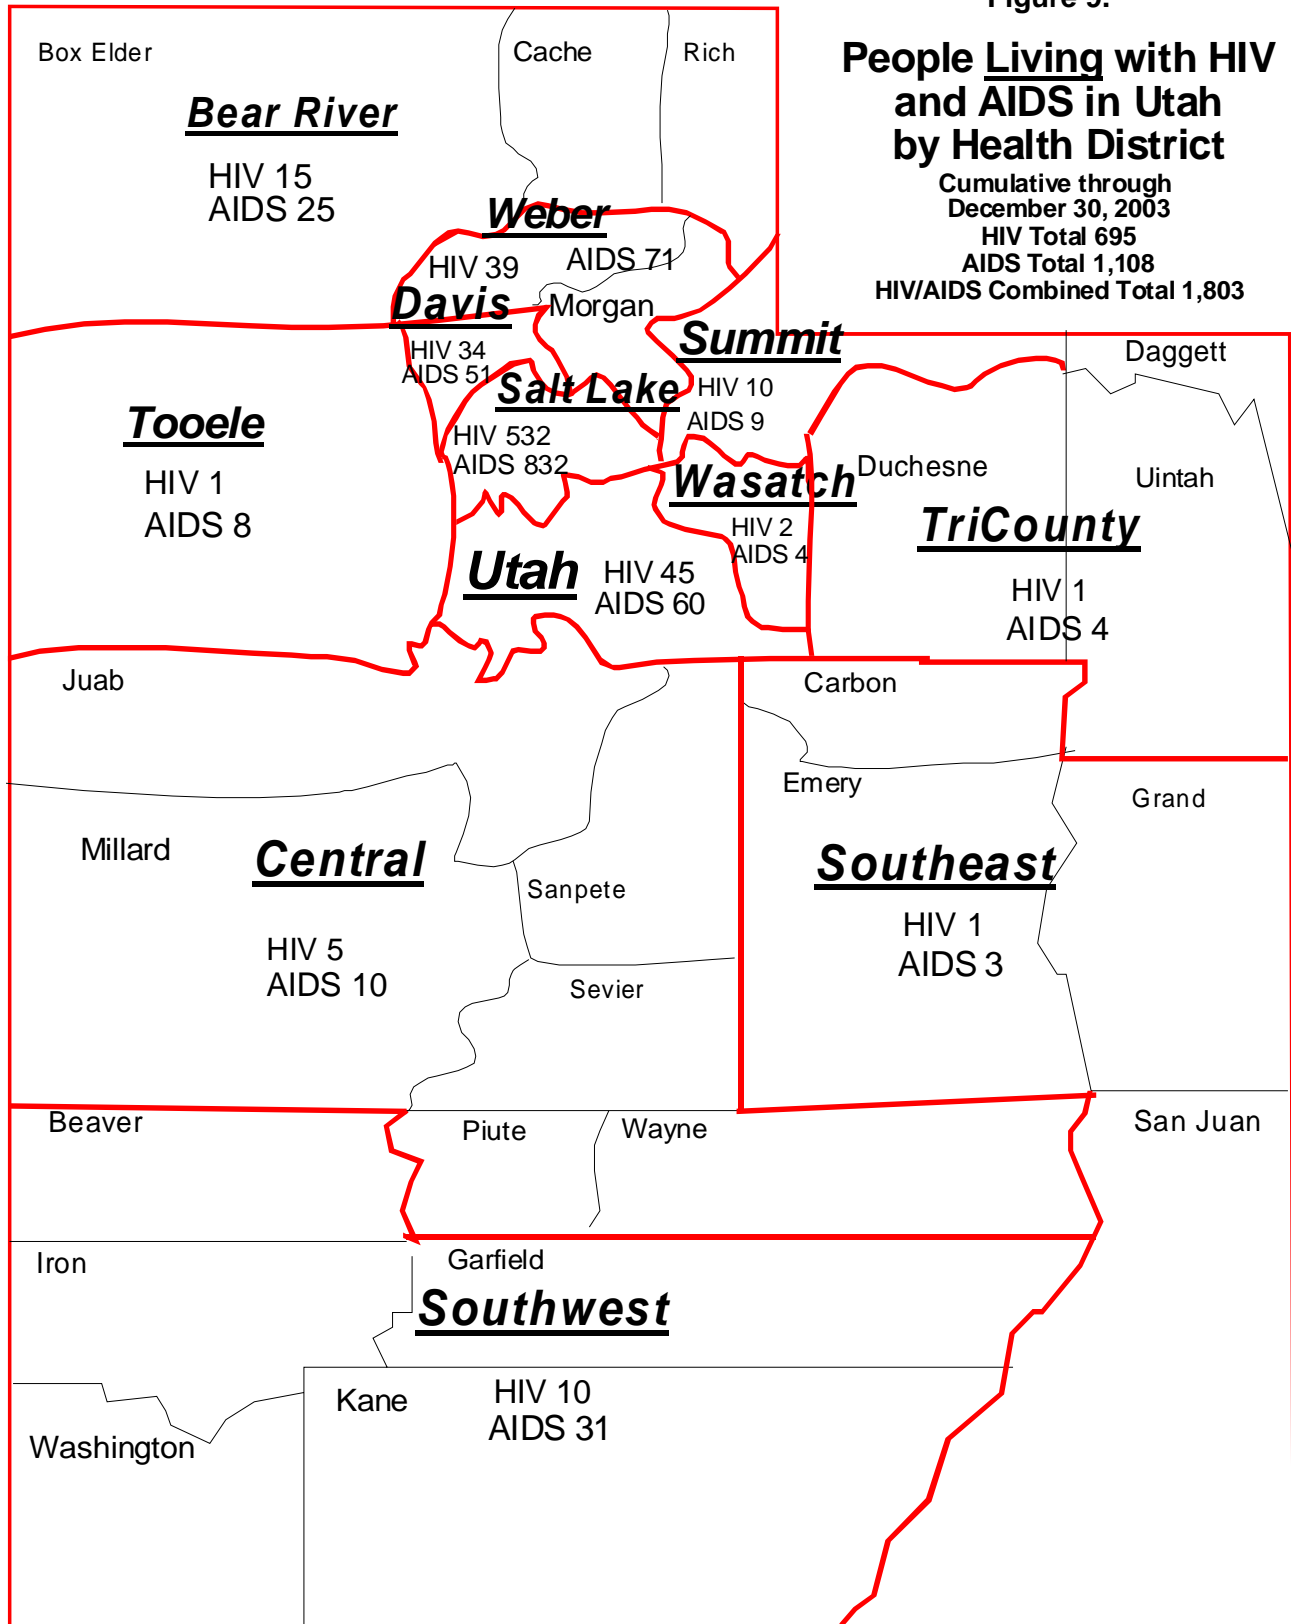 Figure 9.
People Living with HIV
and AIDS in Utah
by Health District
Cumulative through
December 30, 2003
HIV Total 695
AIDS Total 1,108
HIV/AIDS Combined Total 1,803
Box Elder
Cache
Rich
Bear River
HIV 15
AIDS 25
Weber
HIV 39
AIDS 71
Davis
Morgan
HIV 34
AIDS 51
Summit
HIV 10
AIDS 9
Salt Lake
HIV 532
AIDS 832
Tooele
HIV 1
AIDS 8
Wasatch
HIV 2
AIDS 4
Daggett
Duchesne
Uintah
TriCounty
HIV 1
AIDS 4
Utah
HIV 45
AIDS 60
Juab
Carbon
Emery
Grand
Millard
Central
HIV 5
AIDS 10
Sanpete
Sevier
Southeast
HIV 1
AIDS 3
Beaver
Piute
Wayne
San Juan
Iron
Garfield
Southwest
Kane
HIV 10
AIDS 31
Washington